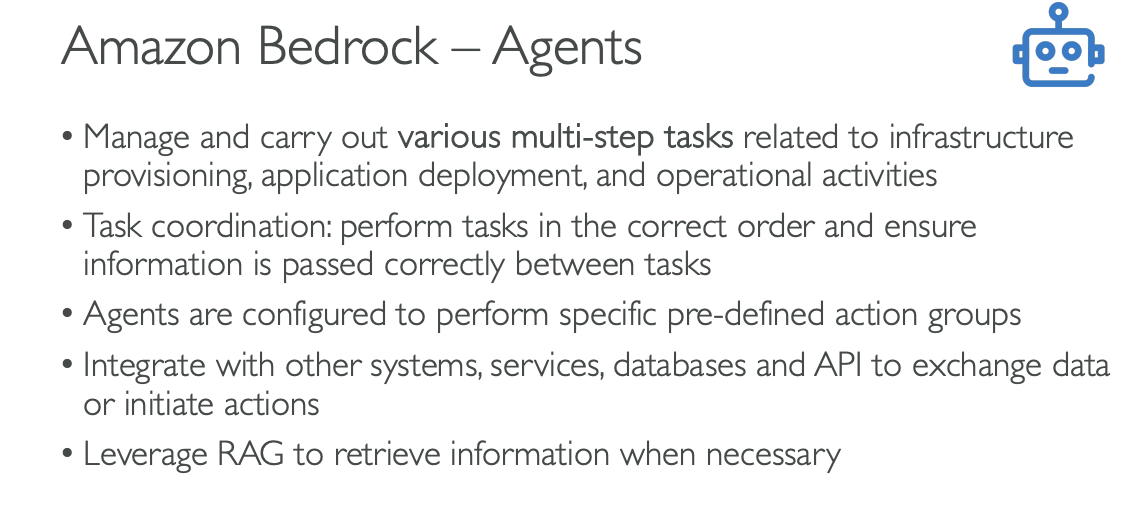 Amazon Bedrock – Agents
• Manage and carry out various multi-step tasks related to infrastructure
provisioning, application deployment, and operational activities
• Task coordination: perform tasks in the correct order and ensure
information is passed correctly between tasks
• Agents are configured to perform specific pre-defined action groups
• Integrate with other systems, services, databases and API to exchange data
or initiate actions
• Leverage RAG to retrieve information when necessary